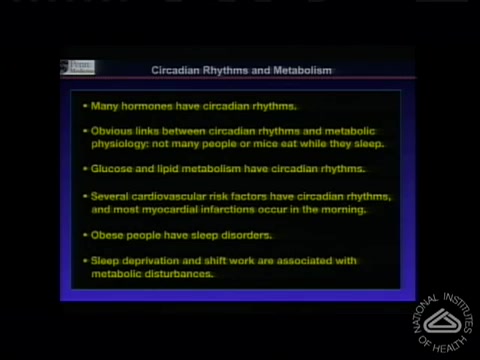 Penn
Medicine
Circadian Rhythms and Metabolism
• Many hormones have circadian rhythms.
• Obvious links between circadian rhythms and metabolic
physiology: not many people or mice eat while they sleep.
• Glucose and lipid metabolism have circadian rhythms.
• Several cardiovascular risk factors have circadian rhythms,
and most myocardial infarctions occur in the morning.
• Obese people have sleep disorders.
• Sleep deprivation and shift work are associated with
metabolic disturbances.
NATIONAL INSTITUTES
OF HEALTH